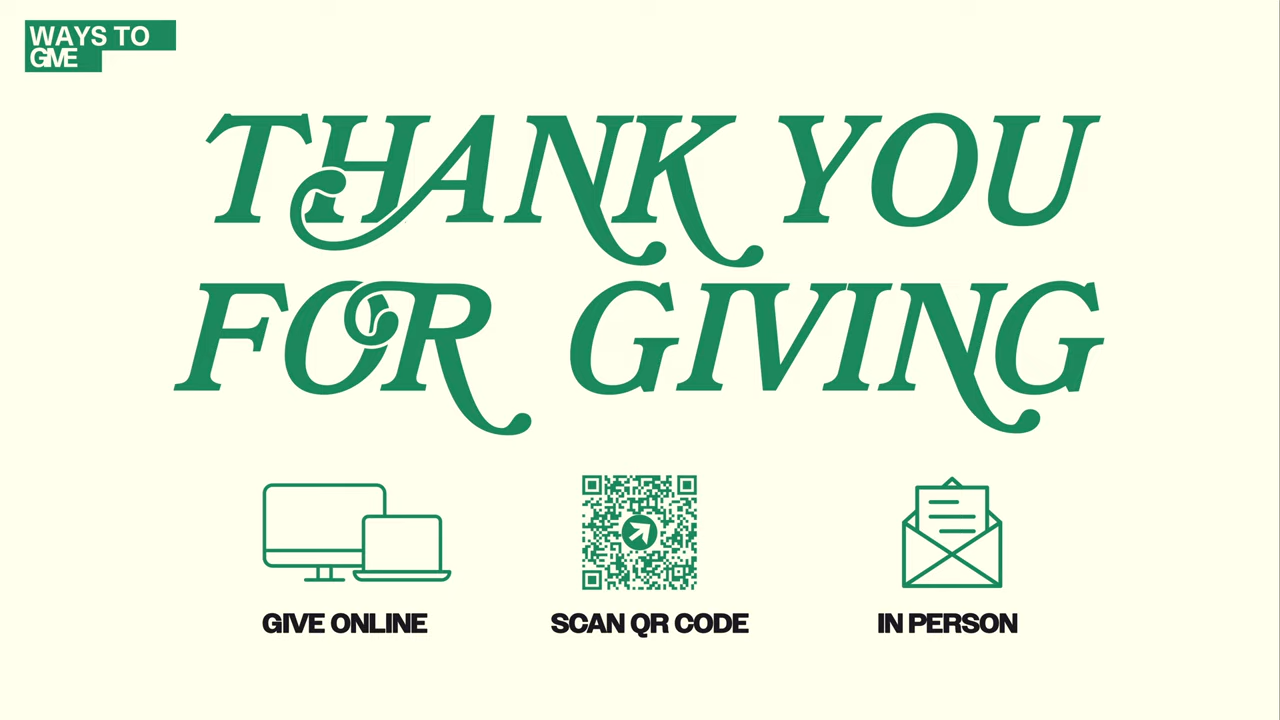 WAYS TO
GIVE
THANK YOU
FOR GIVING
GIVE ONLINE
SCAN QR CODE
IN PERSON